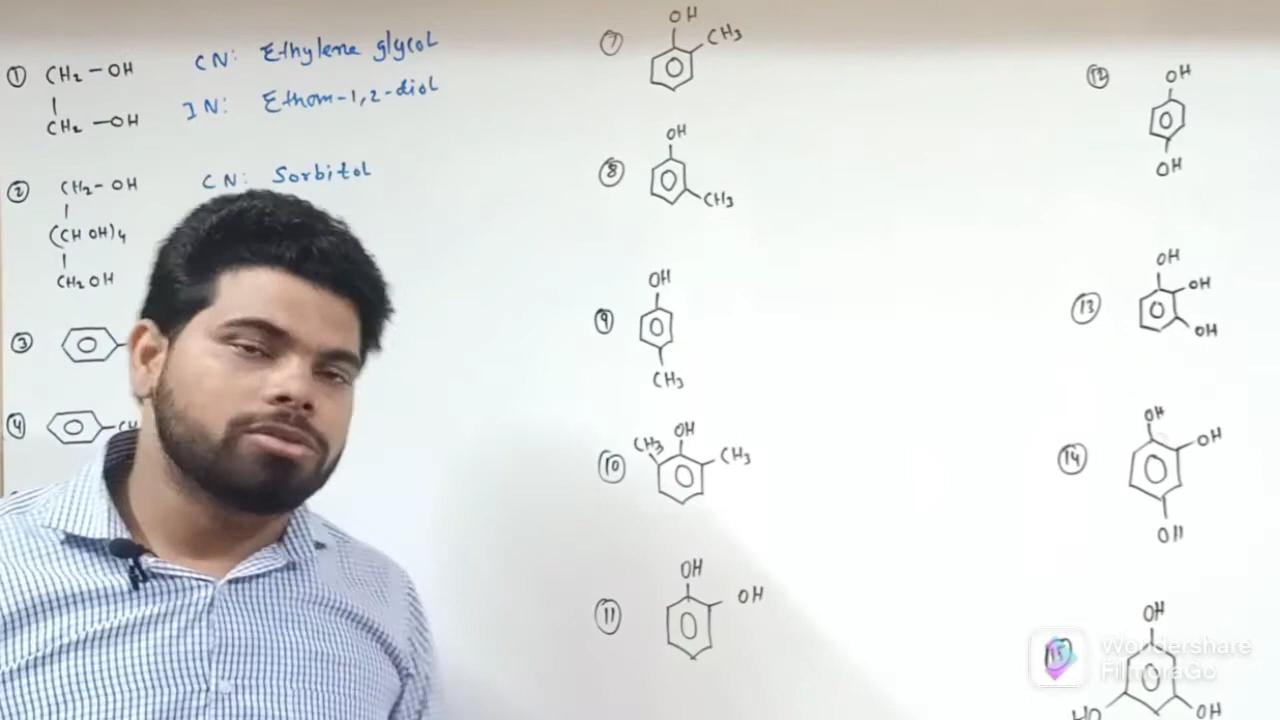 ① CH₂-OH
|
CH₂-OH
CN: Ethylene glycol
IN: Ethom-1,2-diol
② CH₂-OH
|
(CH OH)₄
|
CH₂OH
CN: Sorbitol
③
④
⑦ OH
CH₃
⑧ OH
CH₃
⑨ OH
CH₃
⑩ CH₃ OH CH₃
⑪ OH
OH
⑫ OH
OH
⑬ OH
OH
OH
⑭ OH
OH
OH
⑮ OH
HO OH
Wondershare
FilmoraGo